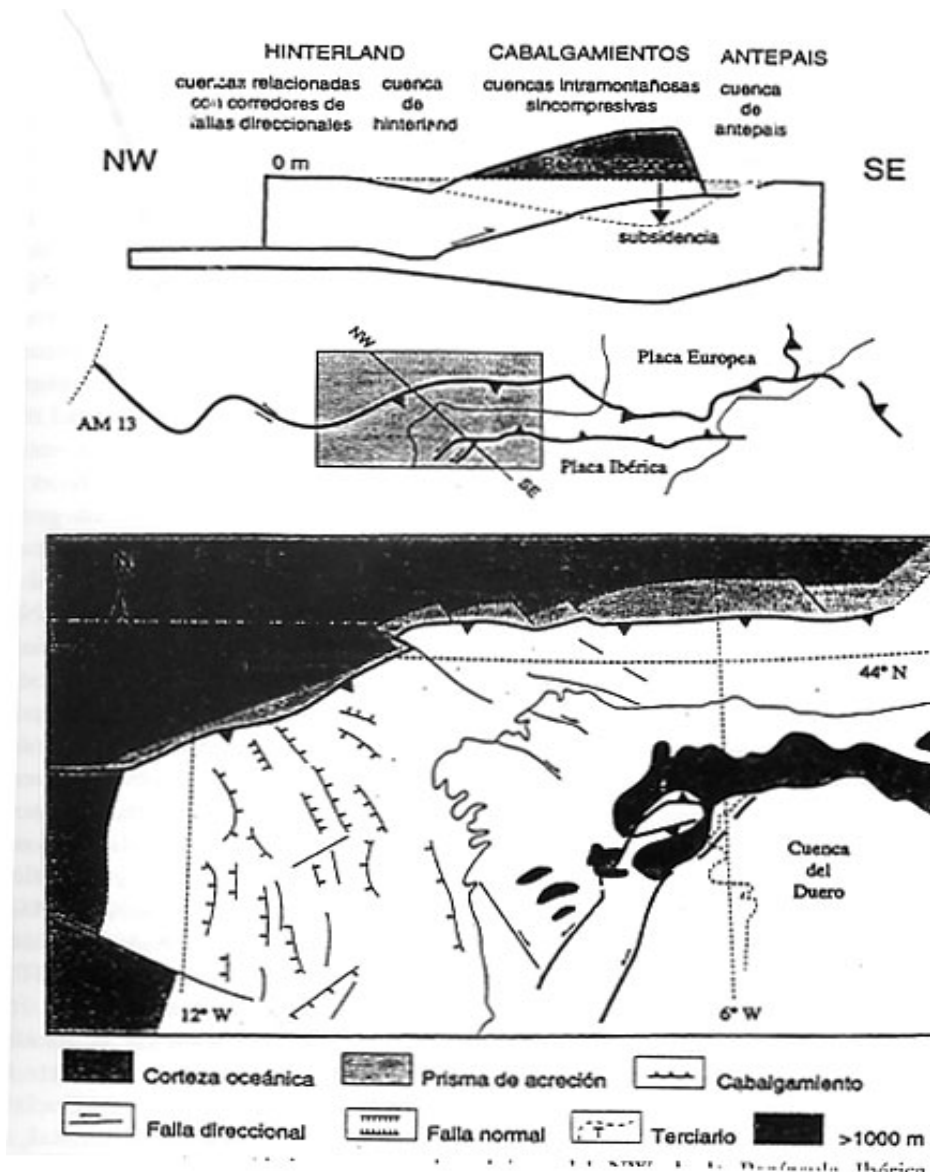 HINTERLAND CABALGAMIENTOS ANTEPAIS
cuencas relacionadas cuenca cuencas intramontañosas cuenca
con corredores de de sincompresivas de
fallas direccionales hinterland antepais
NW 0 m SE
subsidencia
NW
Placa Europea
AM 13
Placa Ibérica
SE
N
44° N
Cuenca
del
Duero
12° W 6° W
Corteza oceánica Prisma de acreción Cabalgamiento
Falla direccional Falla normal T Terciario >1000 m